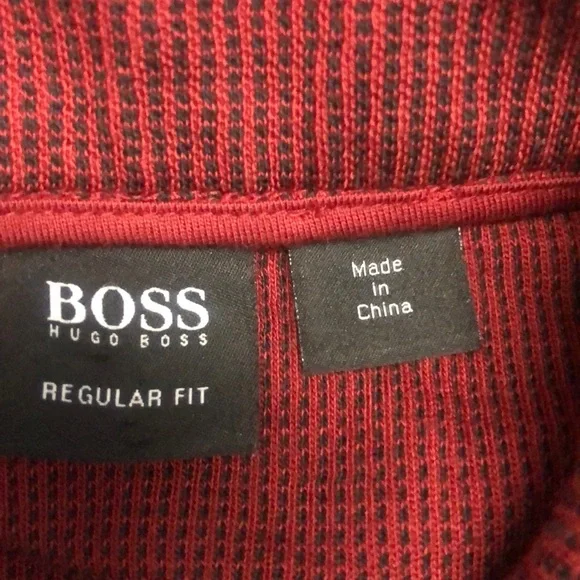 BOSS
HUGO BOSS
REGULAR FIT
Made
in
China